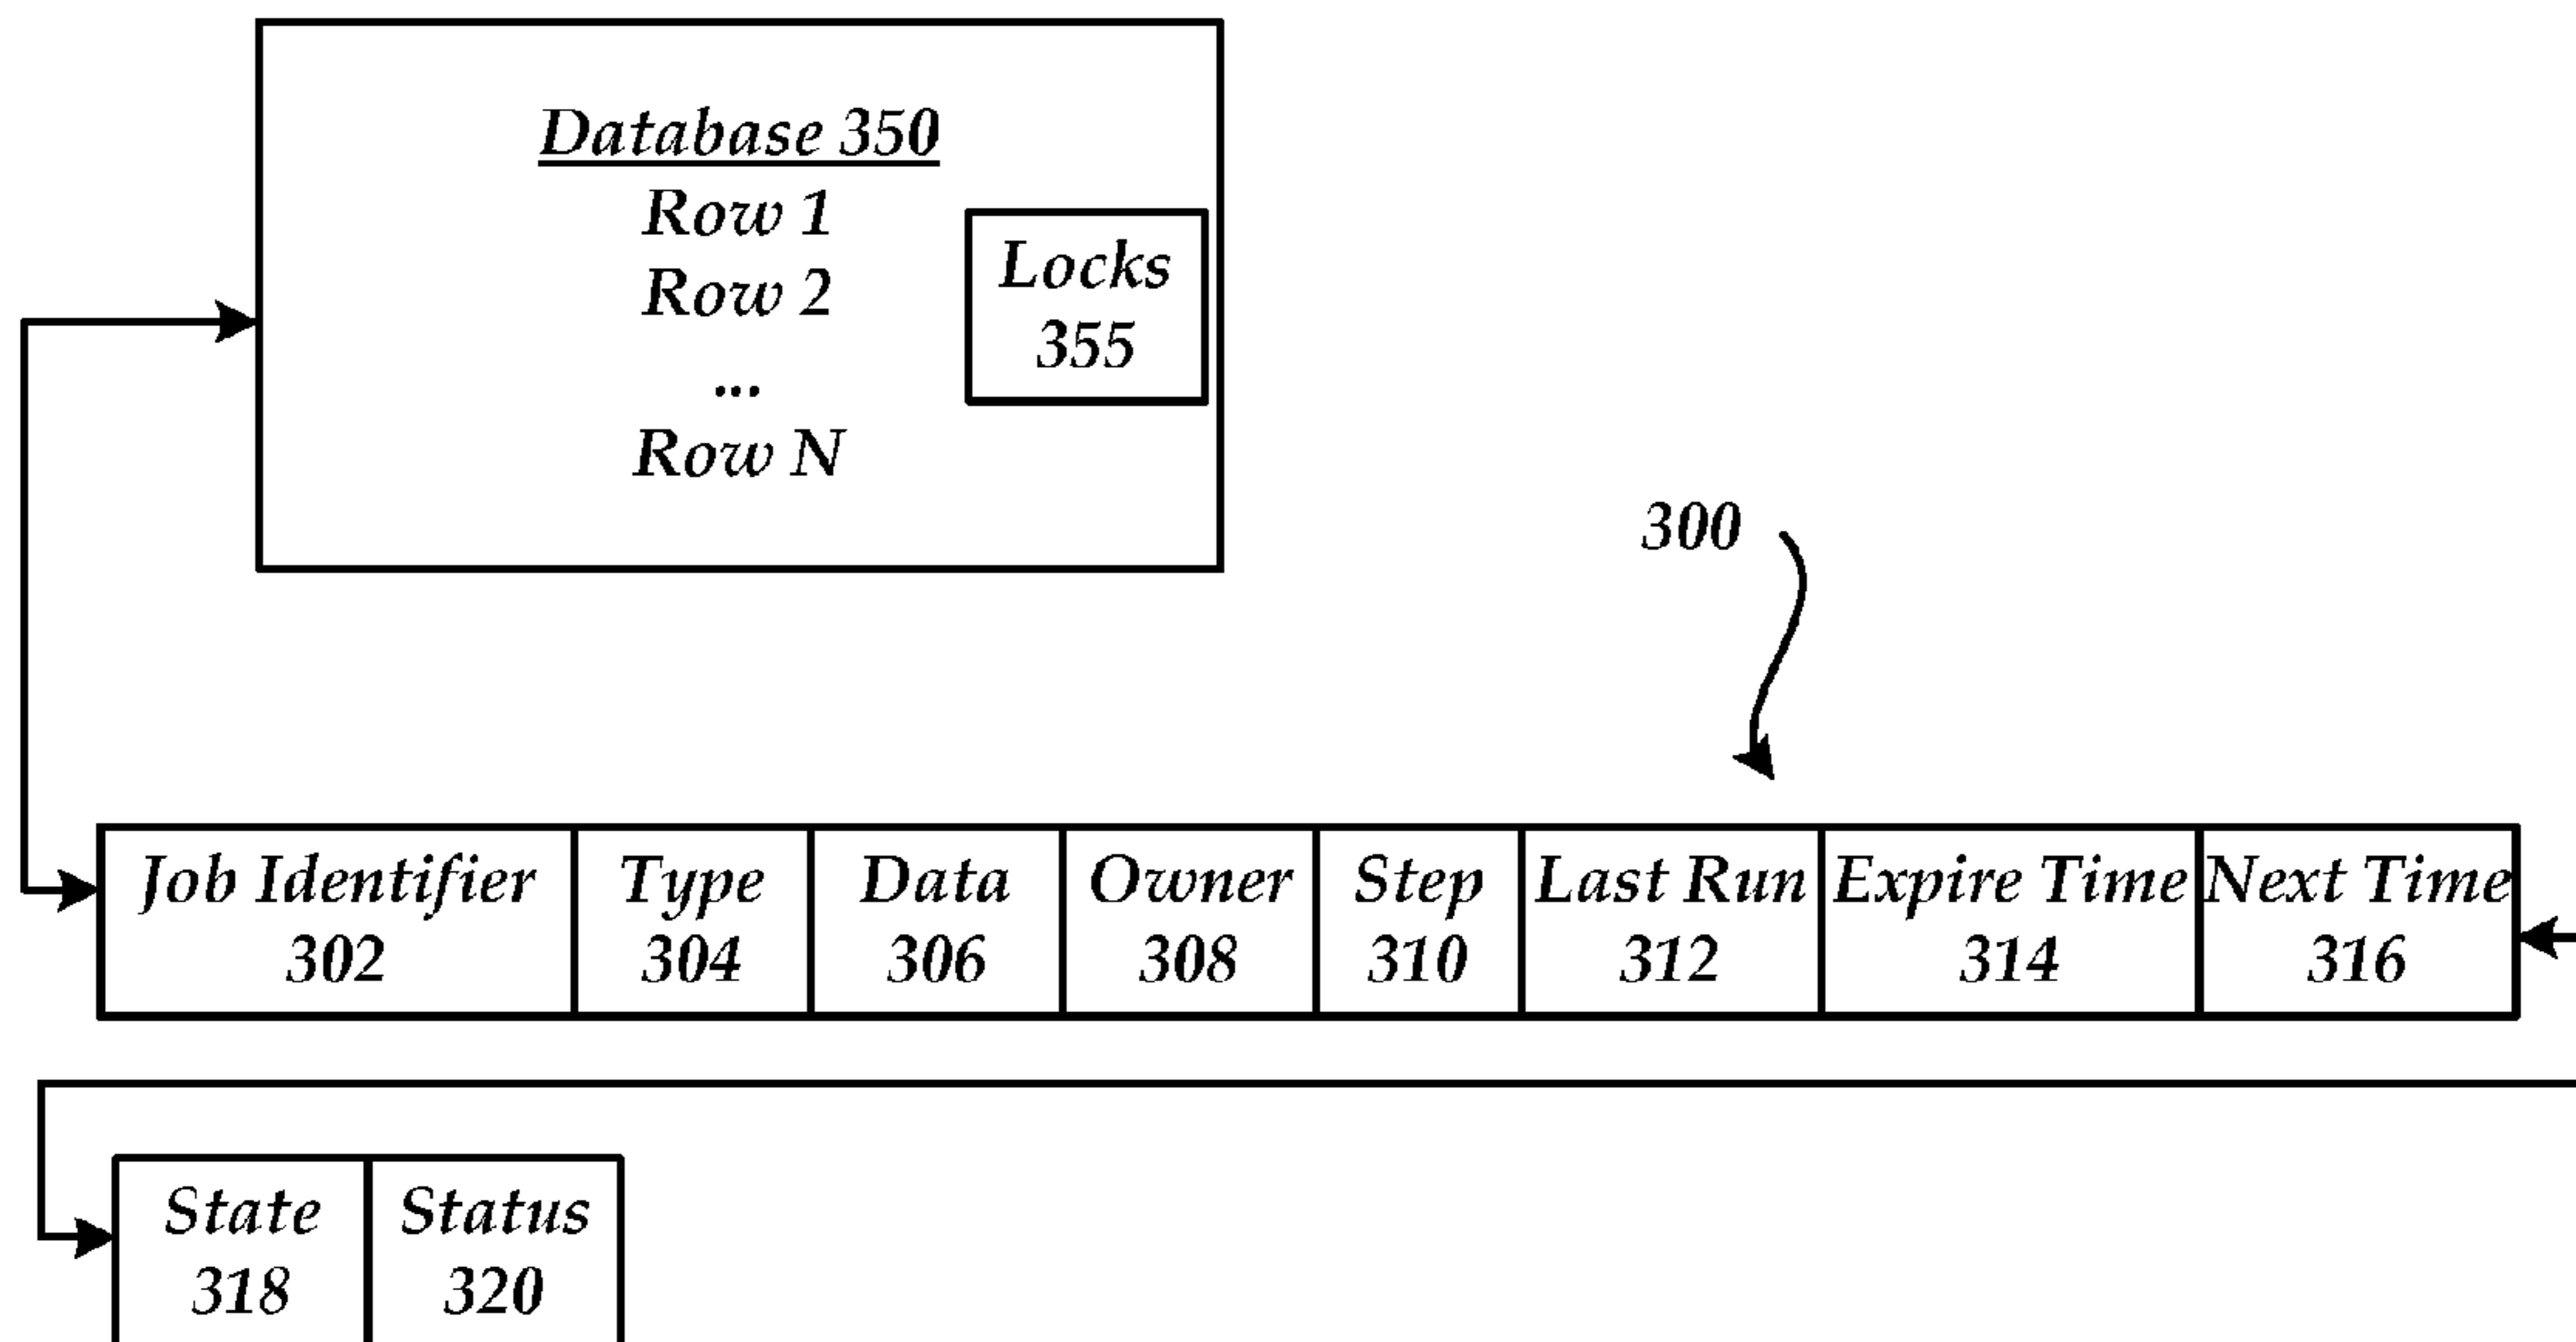 Database 350
Row 1
Row 2
...
Row N
Locks
355
300
Job Identifier
302
Type
304
Data
306
Owner
308
Step
310
Last Run
312
Expire Time
314
Next Time
316
State
318
Status
320